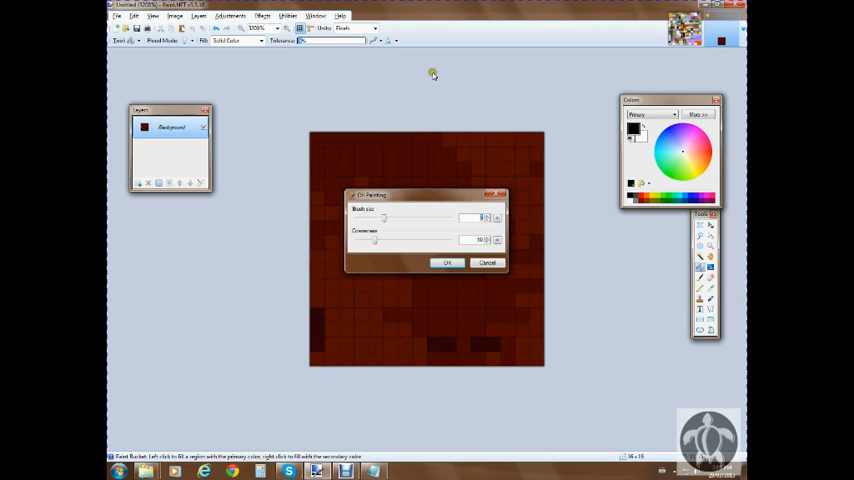 Untitled (3200%) - Paint.NET v3.5.10
File Edit View Image Layers Adjustments Effects Utilities Window Help
3200% Units: Pixels
Tools Flood Mode: Fill: Solid Color Tolerance:
Layers
Background
Colors
Primary More >>
Oil Painting
Brush size
Coarseness
50
OK Cancel
Tools
Paint Bucket: Left click to fill a region with the primary color, right click to fill with the secondary color.
16 x 16